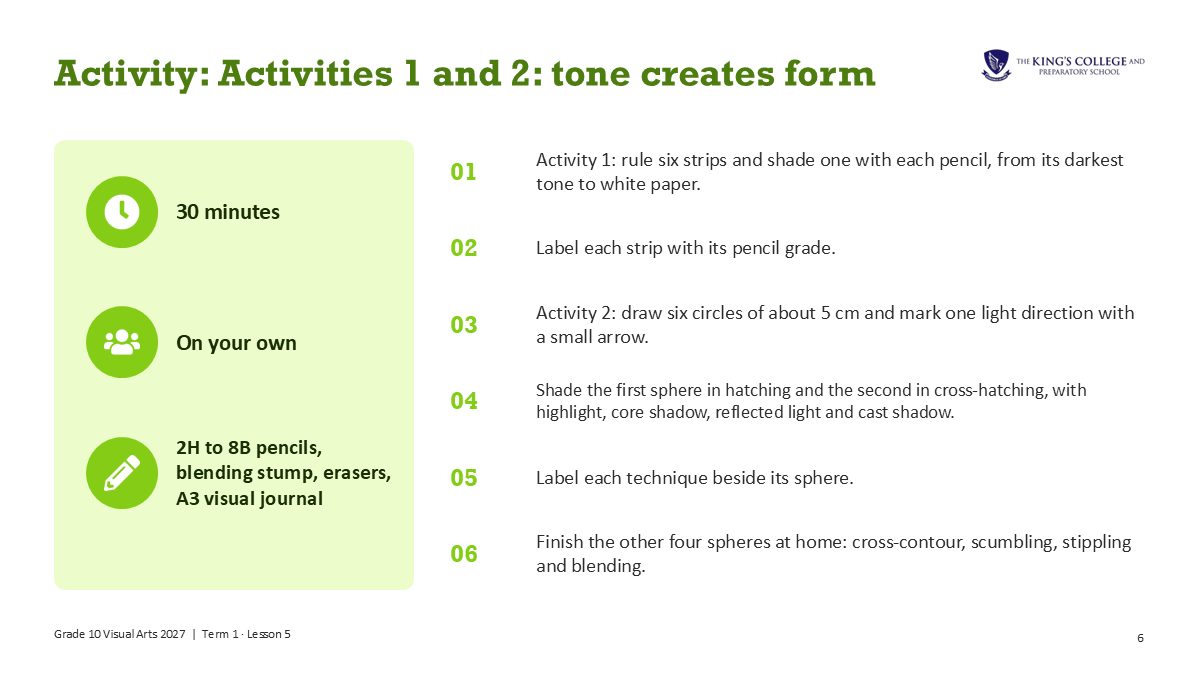 Activity: Activities 1 and 2: tone creates form
THE KING'S COLLEGE AND
PREPARATORY SCHOOL
30 minutes
On your own
2H to 8B pencils,
blending stump, erasers,
A3 visual journal
01
Activity 1: rule six strips and shade one with each pencil, from its darkest
tone to white paper.
02
Label each strip with its pencil grade.
03
Activity 2: draw six circles of about 5 cm and mark one light direction with
a small arrow.
04
Shade the first sphere in hatching and the second in cross-hatching, with
highlight, core shadow, reflected light and cast shadow.
05
Label each technique beside its sphere.
06
Finish the other four spheres at home: cross-contour, scumbling, stippling
and blending.
Grade 10 Visual Arts 2027 | Term 1 · Lesson 5
6